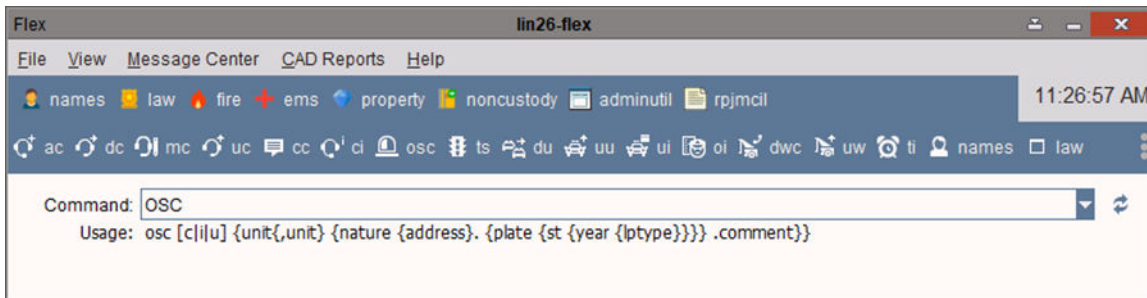 Flex lin26-flex
File View Message Center CAD Reports Help
names law fire ems property noncustody adminutil rpjmcil 11:26:57 AM
ac dc mc uc cc ci osc ts du uu ui oi dwc uw ti names law
Command: OSC
Usage: osc [c|i|u] {unit{,unit} {nature {address}. {plate {st {year {lptype}}}} .comment}}